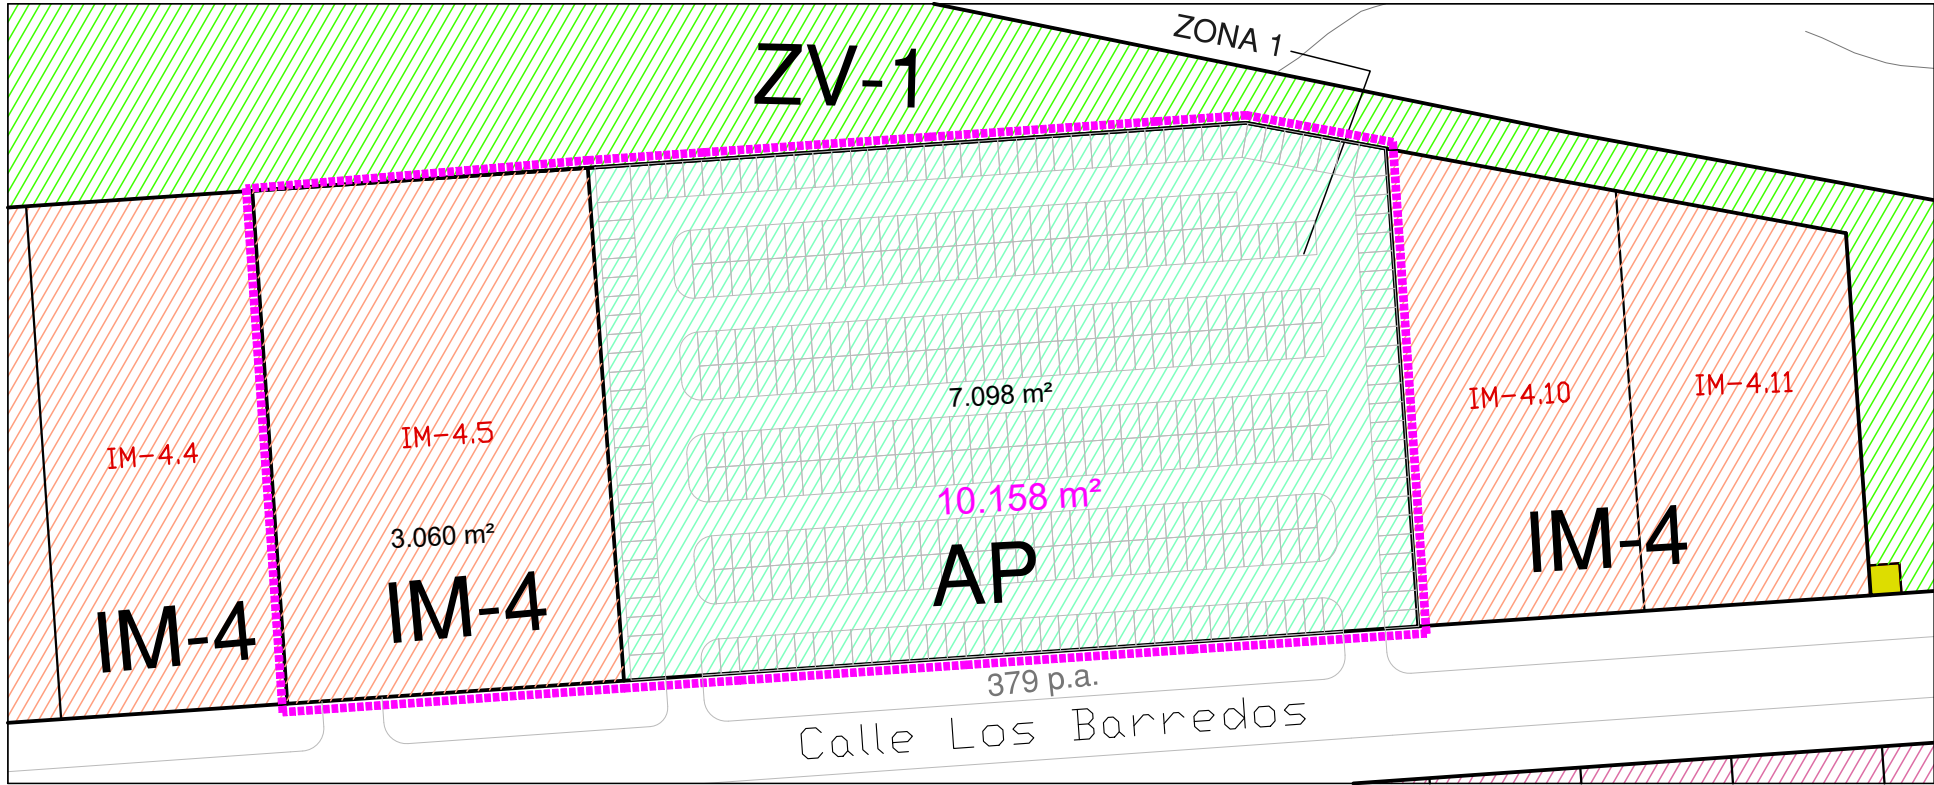 ZONA 1
ZV-1
IM-4.4
IM-4.5
7.098 m²
IM-4.10
IM-4.11
10.158 m²
3.060 m²
IM-4
IM-4
AP
IM-4
379 p.a.
Calle Los Barredos